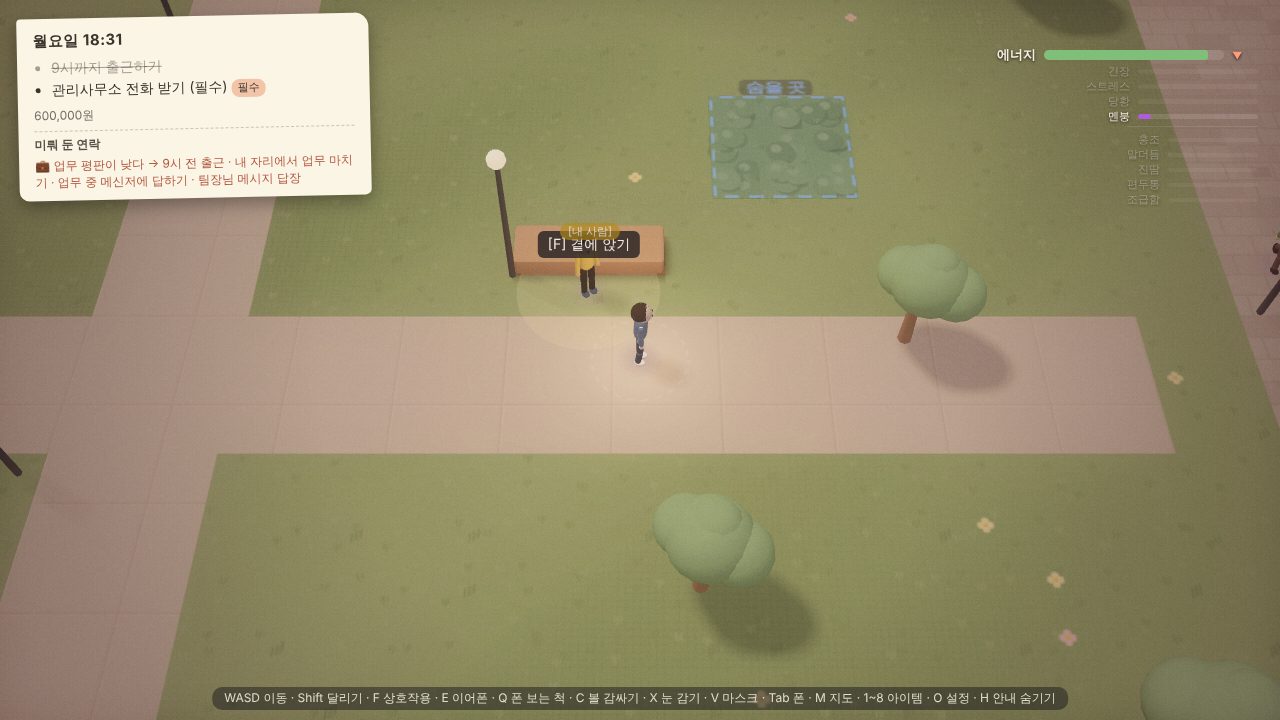 월요일 18:31
9시까지 출근하기
관리사무소 전화 받기 (필수) 필수
600,000원
미뤄 둔 연락
💼 업무 평판이 낮다 → 9시 전 출근 · 내 자리에서 업무 마치
기 · 업무 중 메신저에 답하기 · 팀장님 메시지 답장
에너지
긴장
스트레스
당황
멘붕
홍조
말더듬
진땀
편두통
조급함
숨을 곳
[내 사람]
[F] 곁에 앉기
WASD 이동 · Shift 달리기 · F 상호작용 · E 이어폰 · Q 폰 보는 척 · C 볼 감싸기 · X 눈 감기 · V 마스크 · Tab 폰 · M 지도 · 1~8 아이템 · O 설정 · H 안내 숨기기